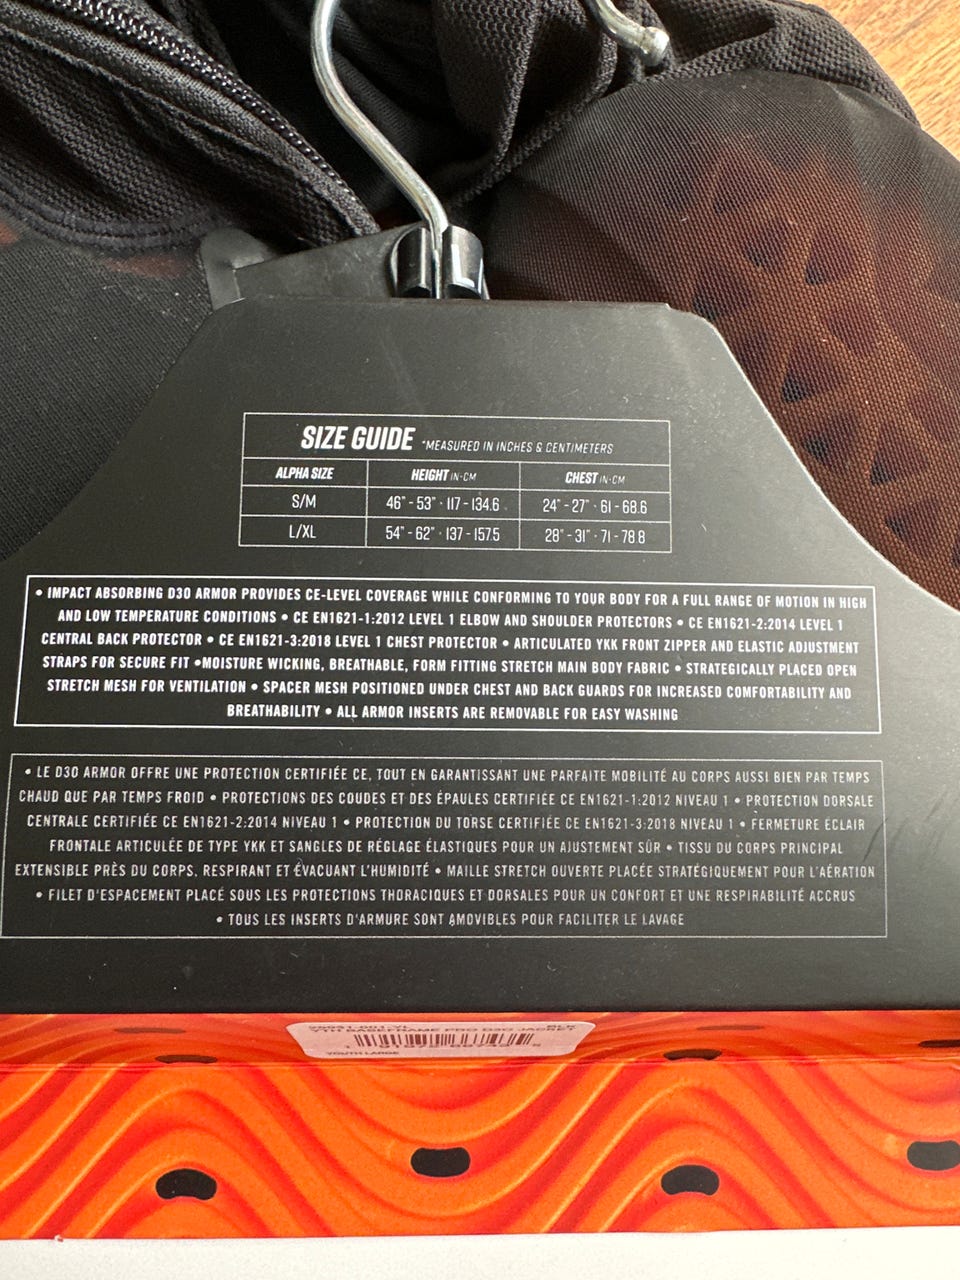 SIZE GUIDE *MEASURED IN INCHES & CENTIMETERS
ALPHA SIZE HEIGHT IN·CM CHEST IN·CM
S/M 46" - 53" · 117 - 134.6 24" - 27" · 61 - 68.6
L/XL 54" - 62" · 137 - 157.5 28" - 31" · 71 - 78.8
• IMPACT ABSORBING D3O ARMOR PROVIDES CE-LEVEL COVERAGE WHILE CONFORMING TO YOUR BODY FOR A FULL RANGE OF MOTION IN HIGH
AND LOW TEMPERATURE CONDITIONS • CE EN1621-1:2012 LEVEL 1 ELBOW AND SHOULDER PROTECTORS • CE EN1621-2:2014 LEVEL 1
CENTRAL BACK PROTECTOR • CE EN1621-3:2018 LEVEL 1 CHEST PROTECTOR • ARTICULATED YKK FRONT ZIPPER AND ELASTIC ADJUSTMENT
STRAPS FOR SECURE FIT •MOISTURE WICKING, BREATHABLE, FORM FITTING STRETCH MAIN BODY FABRIC • STRATEGICALLY PLACED OPEN
STRETCH MESH FOR VENTILATION • SPACER MESH POSITIONED UNDER CHEST AND BACK GUARDS FOR INCREASED COMFORTABILITY AND
BREATHABILITY • ALL ARMOR INSERTS ARE REMOVABLE FOR EASY WASHING
• LE D3O ARMOR OFFRE UNE PROTECTION CERTIFIÉE CE, TOUT EN GARANTISSANT UNE PARFAITE MOBILITÉ AU CORPS AUSSI BIEN PAR TEMPS
CHAUD QUE PAR TEMPS FROID • PROTECTIONS DES COUDES ET DES ÉPAULES CERTIFIÉE CE EN1621-1:2012 NIVEAU 1 • PROTECTION DORSALE
CENTRALE CERTIFIÉE CE EN1621-2:2014 NIVEAU 1 • PROTECTION DU TORSE CERTIFIÉE CE EN1621-3:2018 NIVEAU 1 • FERMETURE ÉCLAIR
FRONTALE ARTICULÉE DE TYPE YKK ET SANGLES DE RÉGLAGE ÉLASTIQUES POUR UN AJUSTEMENT SÛR • TISSU DU CORPS PRINCIPAL
EXTENSIBLE PRÈS DU CORPS, RESPIRANT ET ÉVACUANT L'HUMIDITÉ • MAILLE STRETCH OUVERTE PLACÉE STRATÉGIQUEMENT POUR L'AÉRATION
• FILET D'ESPACEMENT PLACÉ SOUS LES PROTECTIONS THORACIQUES ET DORSALES POUR UN CONFORT ET UNE RESPIRABILITÉ ACCRUS
• TOUS LES INSERTS D'ARMURE SONT AMOVIBLES POUR FACILITER LE LAVAGE
BLK
YTH BASEFRAME PRO D3O JACKET
YOUTH LARGE